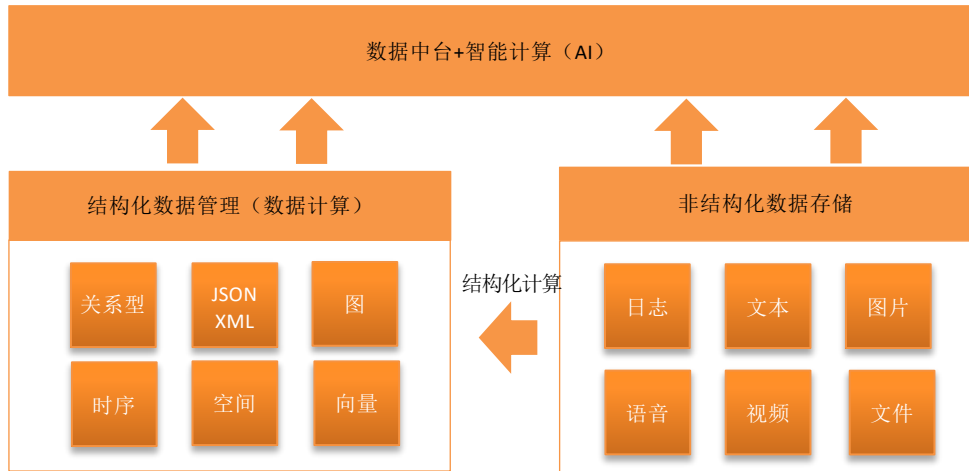 数据中台+智能计算（AI）
结构化数据管理（数据计算）
关系型
JSON
XML
图
时序
空间
向量
结构化计算
非结构化数据存储
日志
文本
图片
语音
视频
文件